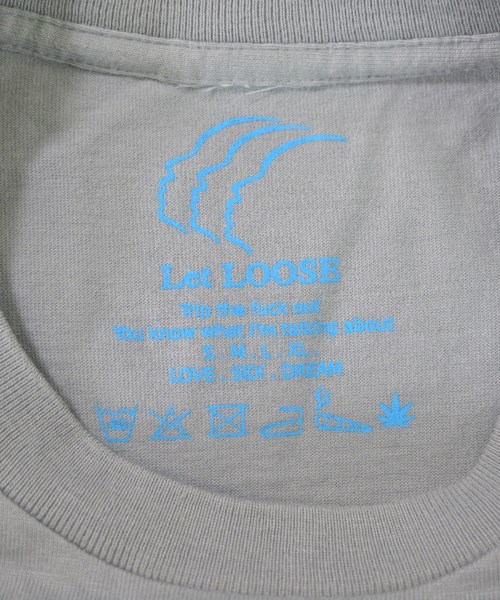 Let LOOSE
Trip the fuck out
You know what I'm talking about
S . M . L . XL .
LOVE . SEX . DREAM